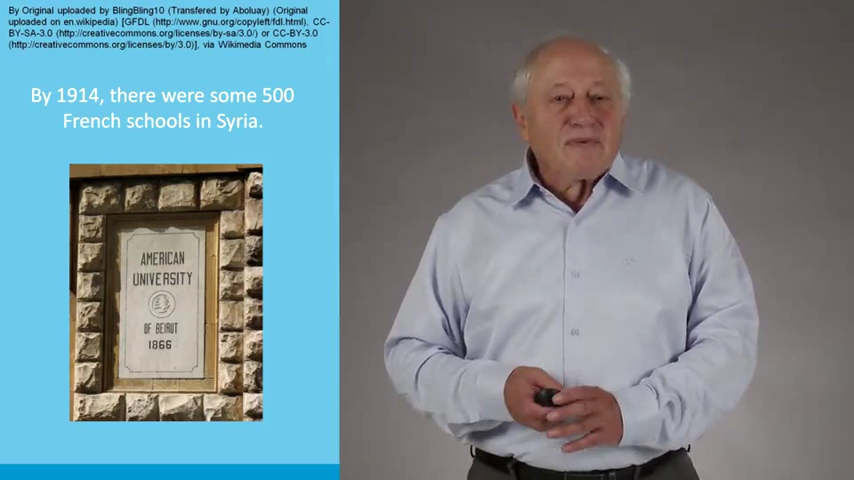 By Original uploaded by BlingBling10 (Transfered by Aboluay) (Original
uploaded on en.wikipedia) [GFDL (http://www.gnu.org/copyleft/fdl.html), CC-
BY-SA-3.0 (http://creativecommons.org/licenses/by-sa/3.0/) or CC-BY-3.0
(http://creativecommons.org/licenses/by/3.0)], via Wikimedia Commons
By 1914, there were some 500
French schools in Syria.
AMERICAN
UNIVERSITY
OF BEIRUT
1866